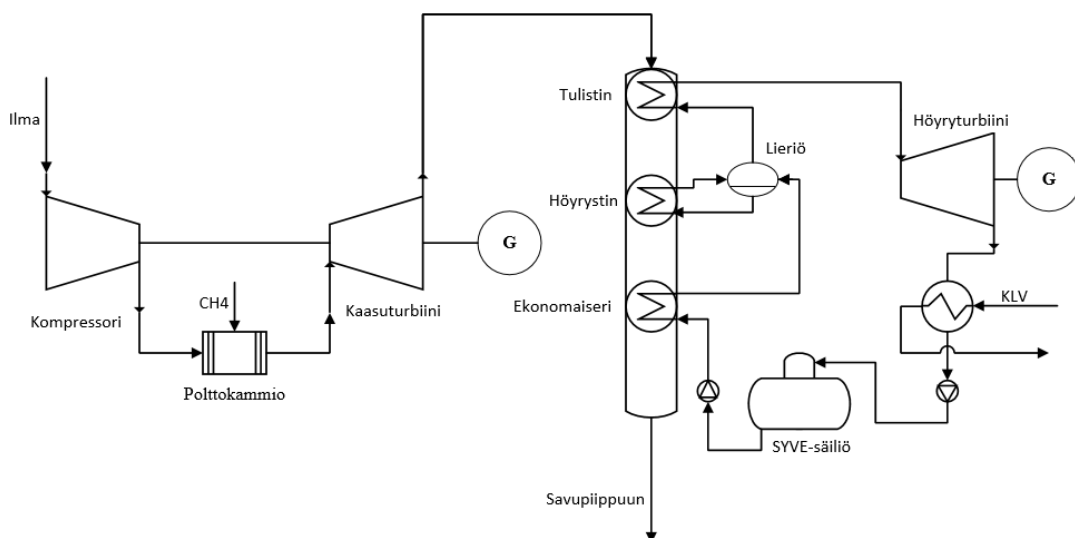 Ilma
Kompressori
CH4
Polttokammio
Kaasuturbiini
G
Tulistin
Höyrystin
Ekonomaiseri
Lieriö
Höyryturbiini
G
KLV
SYVE-säiliö
Savupiippuun